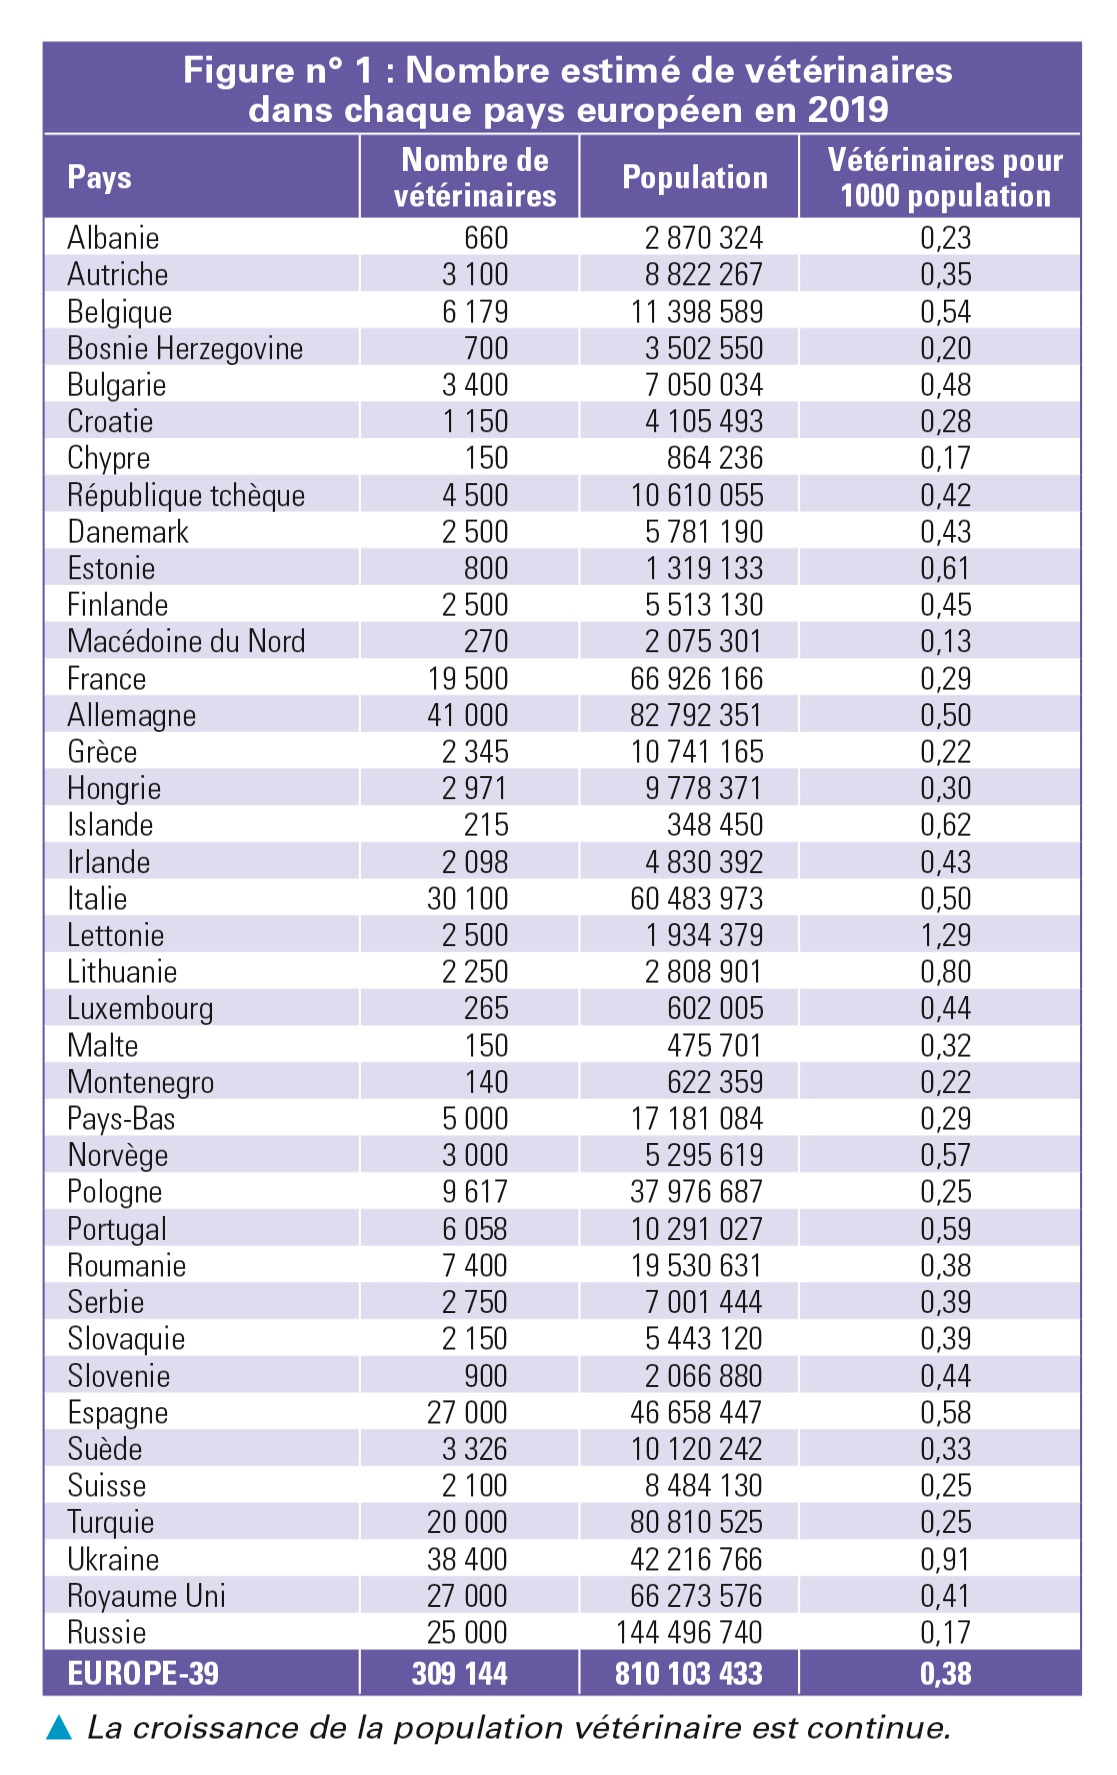 Figure n° 1 : Nombre estimé de vétérinaires
dans chaque pays européen en 2019
Pays Nombre de vétérinaires Population Vétérinaires pour 1000 population
Albanie 660 2 870 324 0,23
Autriche 3 100 8 822 267 0,35
Belgique 6 179 11 398 589 0,54
Bosnie Herzegovine 700 3 502 550 0,20
Bulgarie 3 400 7 050 034 0,48
Croatie 1 150 4 105 493 0,28
Chypre 150 864 236 0,17
République tchèque 4 500 10 610 055 0,42
Danemark 2 500 5 781 190 0,43
Estonie 800 1 319 133 0,61
Finlande 2 500 5 513 130 0,45
Macédoine du Nord 270 2 075 301 0,13
France 19 500 66 926 166 0,29
Allemagne 41 000 82 792 351 0,50
Grèce 2 345 10 741 165 0,22
Hongrie 2 971 9 778 371 0,30
Islande 215 348 450 0,62
Irlande 2 098 4 830 392 0,43
Italie 30 100 60 483 973 0,50
Lettonie 2 500 1 934 379 1,29
Lithuanie 2 250 2 808 901 0,80
Luxembourg 265 602 005 0,44
Malte 150 475 701 0,32
Montenegro 140 622 359 0,22
Pays-Bas 5 000 17 181 084 0,29
Norvège 3 000 5 295 619 0,57
Pologne 9 617 37 976 687 0,25
Portugal 6 058 10 291 027 0,59
Roumanie 7 400 19 530 631 0,38
Serbie 2 750 7 001 444 0,39
Slovaquie 2 150 5 443 120 0,39
Slovenie 900 2 066 880 0,44
Espagne 27 000 46 658 447 0,58
Suède 3 326 10 120 242 0,33
Suisse 2 100 8 484 130 0,25
Turquie 20 000 80 810 525 0,25
Ukraine 38 400 42 216 766 0,91
Royaume Uni 27 000 66 273 576 0,41
Russie 25 000 144 496 740 0,17
EUROPE-39 309 144 810 103 433 0,38
▲ La croissance de la population vétérinaire est continue.